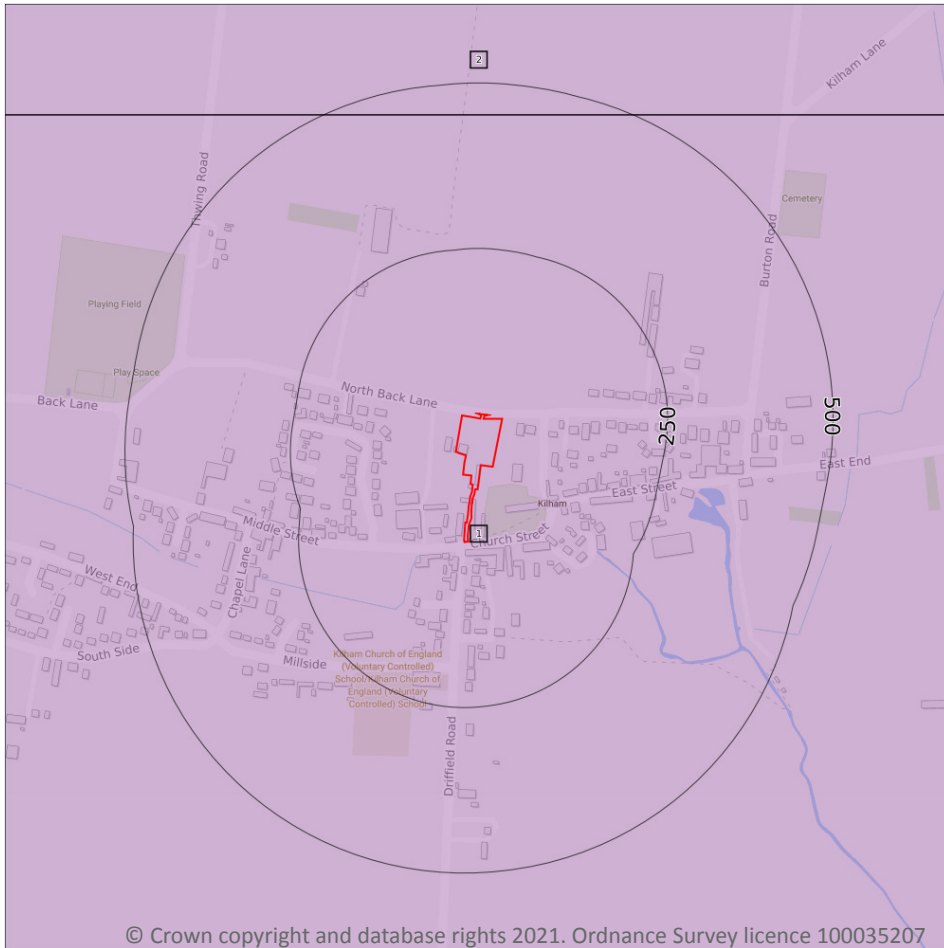 2
Kilham Lane
Thwing Road
Cemetery
Burton Road
Playing Field
Play Space
North Back Lane
Back Lane
250
500
East End
East Street
Kilham
1
Church Street
Middle Street
West End
Chapel Lane
South Side
Millside
Kilham Church of England
(Voluntary Controlled)
School/Kilham Church of
England (Voluntary
Controlled) School
Driffield Road
© Crown copyright and database rights 2021. Ordnance Survey licence 100035207